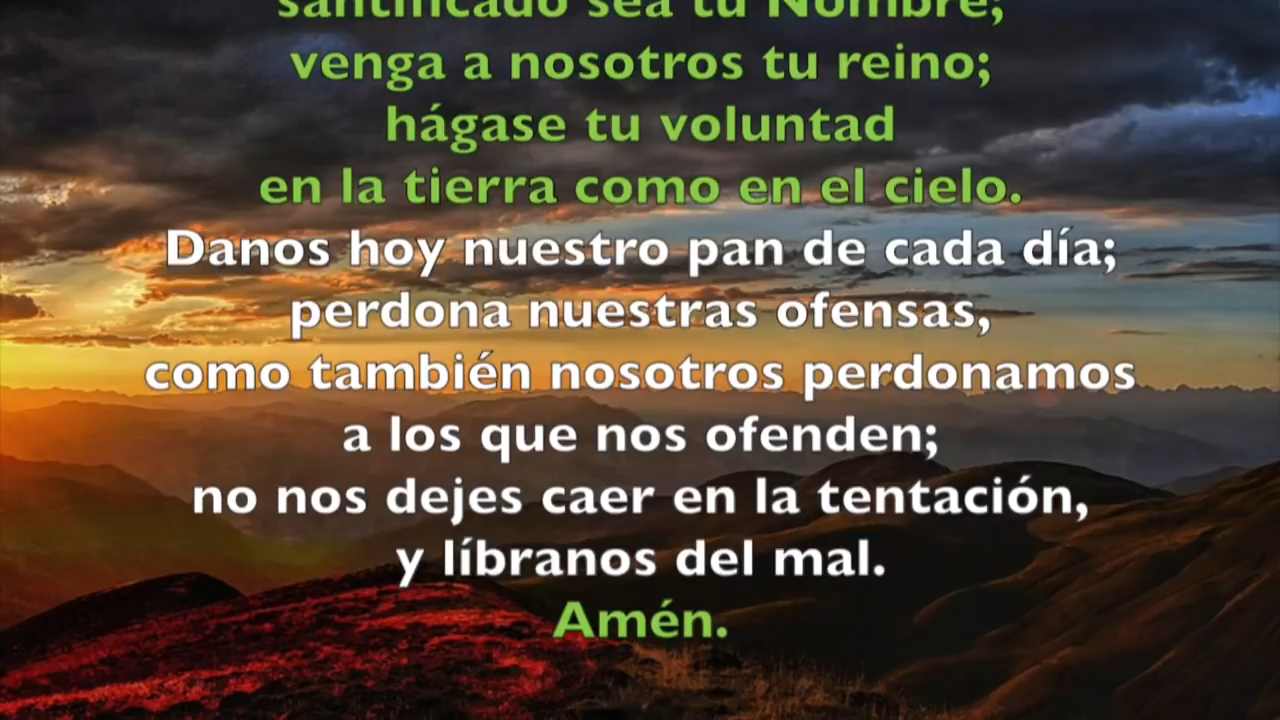 santificado sea tu Nombre;
venga a nosotros tu reino;
hágase tu voluntad
en la tierra como en el cielo.
Danos hoy nuestro pan de cada día;
perdona nuestras ofensas,
como también nosotros perdonamos
a los que nos ofenden;
no nos dejes caer en la tentación,
y líbranos del mal.
Amén.